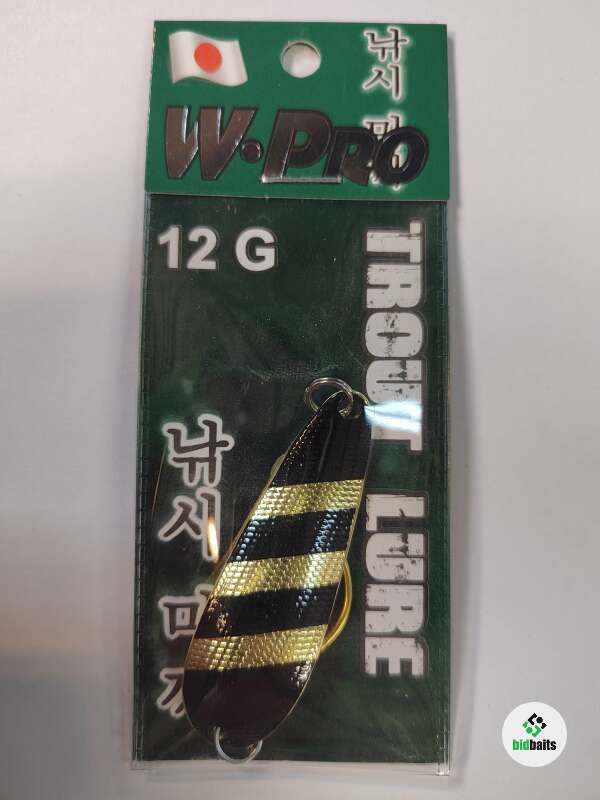 낚시
W·PRO
12 G
TROUT LURE
낚시
bidbaits